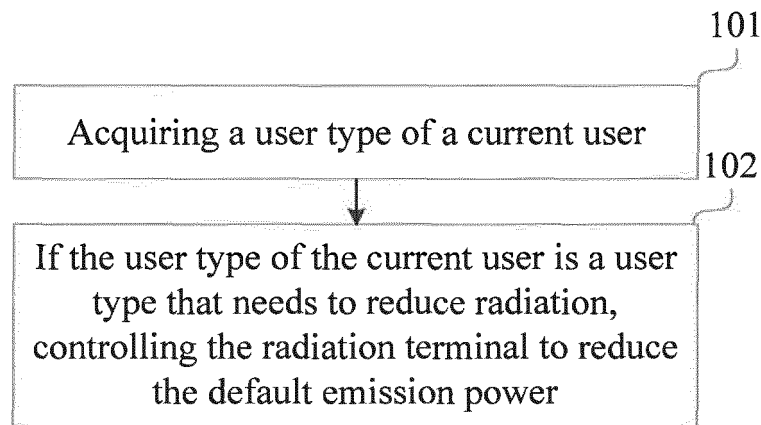 101
Acquiring a user type of a current user
102
If the user type of the current user is a user
type that needs to reduce radiation,
controlling the radiation terminal to reduce
the default emission power